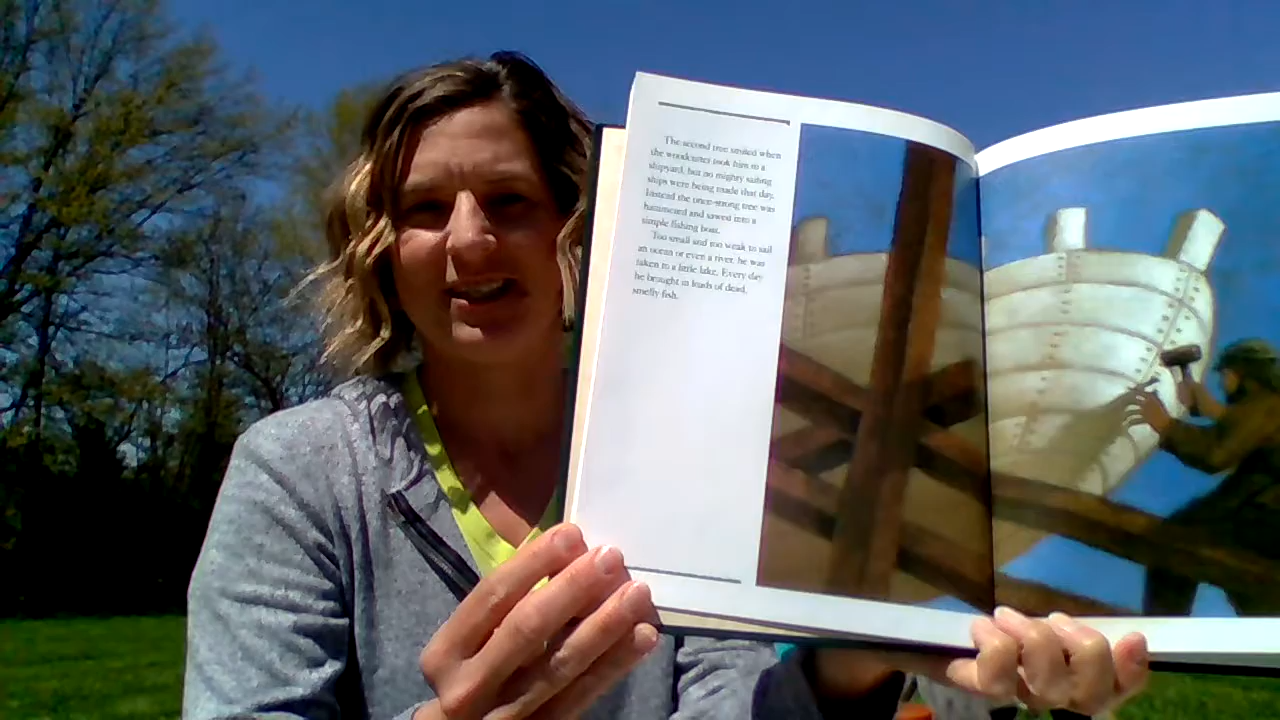 The second tree smiled when
the woodcutter took him to a
shipyard, but no mighty sailing
ships were being made that day.
Instead the once-strong tree was
hammered and sawed into a
simple fishing boat.
Too small and too weak to sail
an ocean or even a river, he was
taken to a little lake. Every day
he brought in loads of dead,
smelly fish.